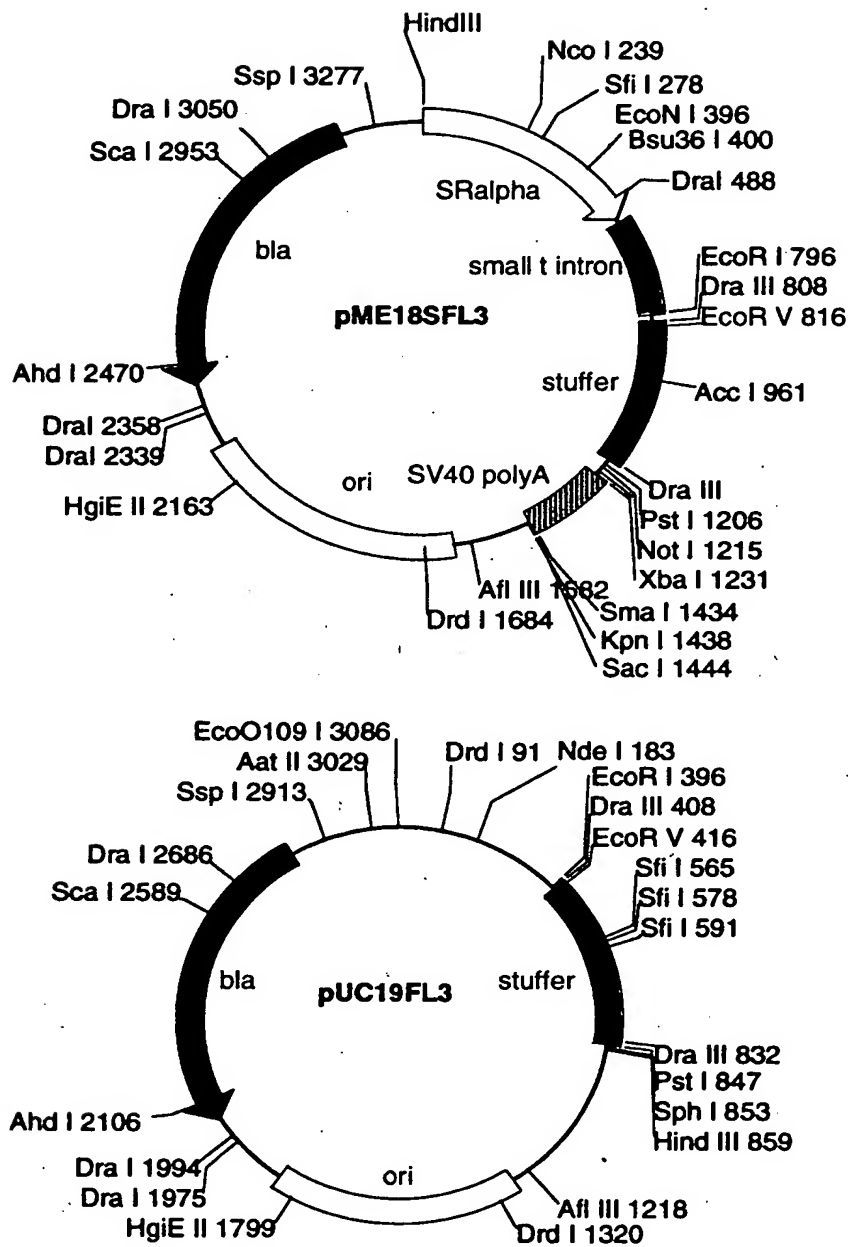 HindIII
Nco I 239
Sfi I 278
EcoN I 396
Bsu36 I 400
DraI 488
Ssp I 3277
Dra I 3050
Sca I 2953
SRalpha
small t intron
EcoR I 796
Dra III 808
EcoR V 816
bla
pME18SFL3
stuffer
Acc I 961
Ahd I 2470
DraI 2358
DraI 2339
HgiE II 2163
ori
SV40 polyA
Dra III
Pst I 1206
Not I 1215
Xba I 1231
Afl III 1582
Drd I 1684
Sma I 1434
Kpn I 1438
Sac I 1444
EcoO109 I 3086
Aat II 3029
Ssp I 2913
Drd I 91
Nde I 183
EcoR I 396
Dra III 408
EcoR V 416
Sfi I 565
Sfi I 578
Sfi I 591
Dra I 2686
Sca I 2589
bla
pUC19FL3
stuffer
Dra III 832
Pst I 847
Sph I 853
Hind III 859
Ahd I 2106
Dra I 1994
Dra I 1975
HgiE II 1799
ori
Afl III 1218
Drd I 1320